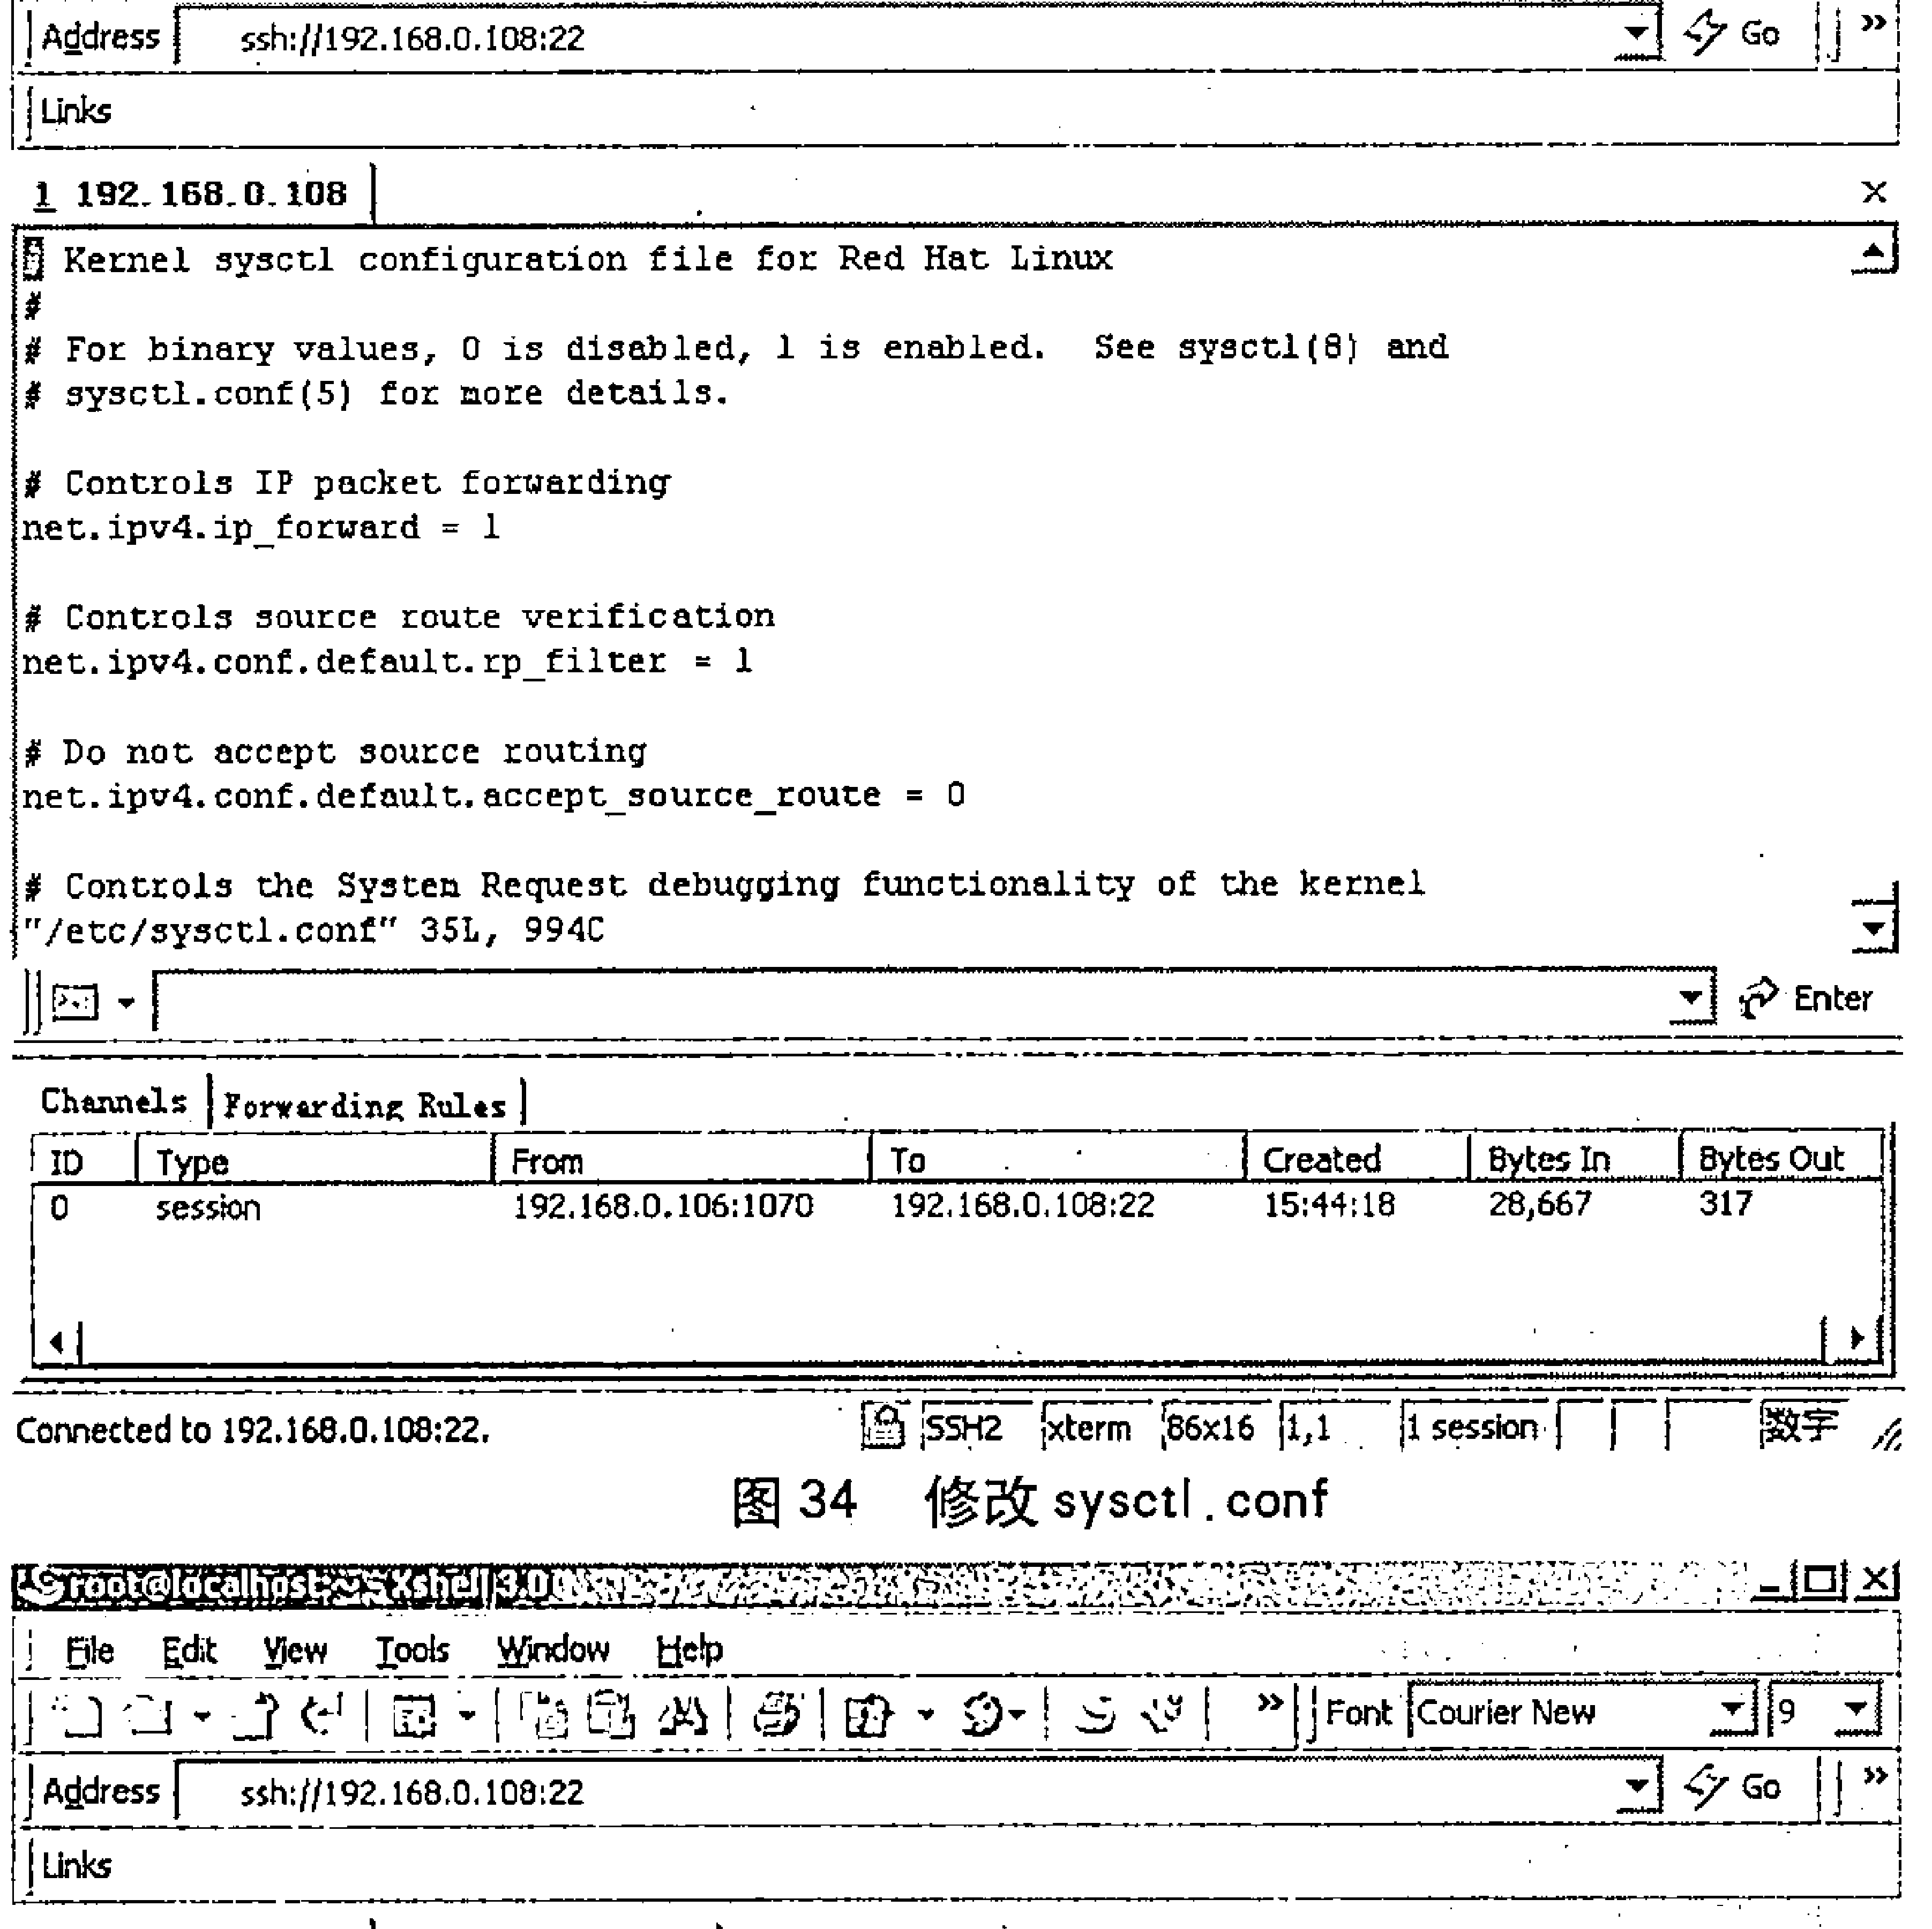 Address ssh://192.168.0.108:22 Go »
Links
1 192.168.0.108 ×
# Kernel sysctl configuration file for Red Hat Linux
#
# For binary values, 0 is disabled, 1 is enabled.  See sysctl(8) and
# sysctl.conf(5) for more details.
# Controls IP packet forwarding
net.ipv4.ip_forward = 1
# Controls source route verification
net.ipv4.conf.default.rp_filter = 1
# Do not accept source routing
net.ipv4.conf.default.accept_source_route = 0
# Controls the System Request debugging functionality of the kernel
"/etc/sysctl.conf" 35L, 994C
Enter
Channels Forwarding Rules
ID Type From To Created Bytes In Bytes Out
0 session 192.168.0.106:1070 192.168.0.108:22 15:44:18 28,667 317
Connected to 192.168.0.108:22. SSH2 xterm 86x16 1,1 1 session 数字
图 34 修改 sysctl.conf
root@localhost:~ - Xshell 3.0
File Edit View Tools Window Help
» Font Courier New 9
Address ssh://192.168.0.108:22 Go »
Links